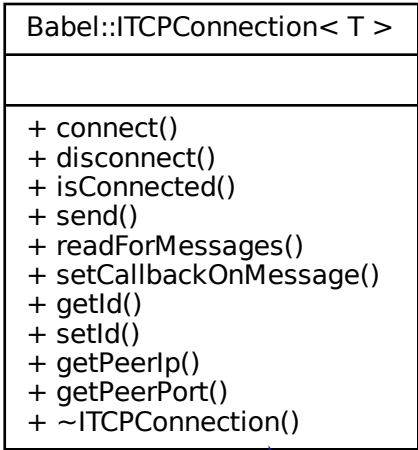 Babel::ITCPConnection< T >
+ connect()
+ disconnect()
+ isConnected()
+ send()
+ readForMessages()
+ setCallbackOnMessage()
+ getId()
+ setId()
+ getPeerIp()
+ getPeerPort()
+ ~ITCPConnection()